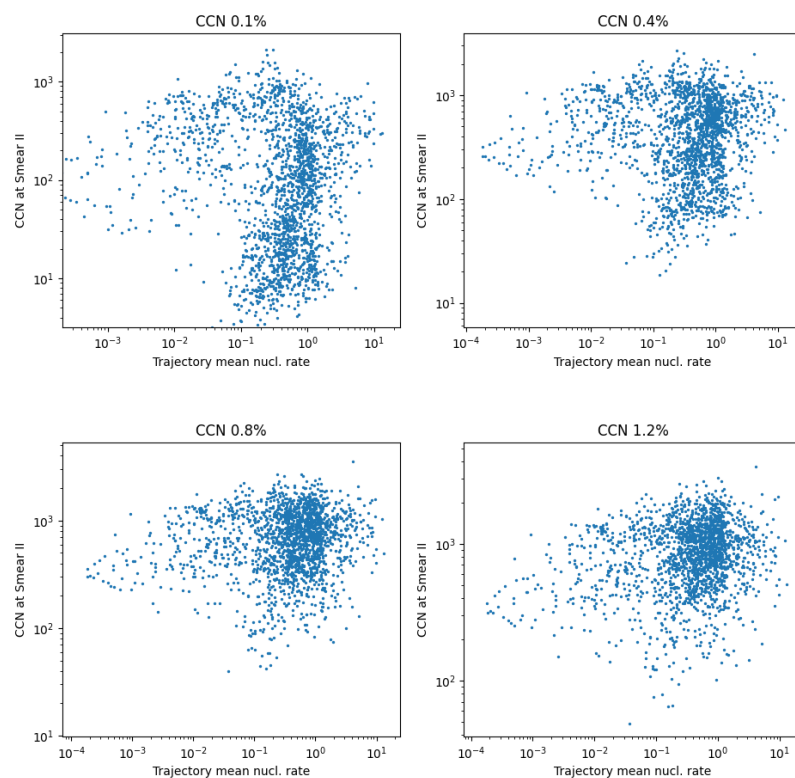 CCN 0.1%
CCN at Smear II
10³
10²
10¹
10⁻³ 10⁻² 10⁻¹ 10⁰ 10¹
Trajectory mean nucl. rate
CCN 0.4%
CCN at Smear II
10³
10²
10¹
10⁻⁴ 10⁻³ 10⁻² 10⁻¹ 10⁰ 10¹
Trajectory mean nucl. rate
CCN 0.8%
CCN at Smear II
10³
10²
10¹
10⁻⁴ 10⁻³ 10⁻² 10⁻¹ 10⁰ 10¹
Trajectory mean nucl. rate
CCN 1.2%
CCN at Smear II
10³
10²
10⁻⁴ 10⁻³ 10⁻² 10⁻¹ 10⁰ 10¹
Trajectory mean nucl. rate